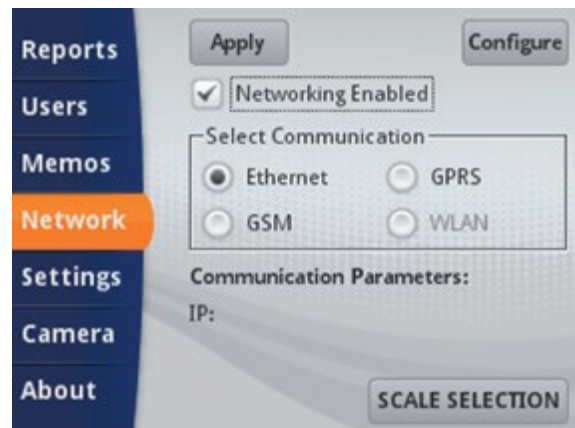 Reports
Users
Memos
Network
Settings
Camera
About
Apply
Configure
Networking Enabled
Select Communication
Ethernet
GPRS
GSM
WLAN
Communication Parameters:
IP:
SCALE SELECTION